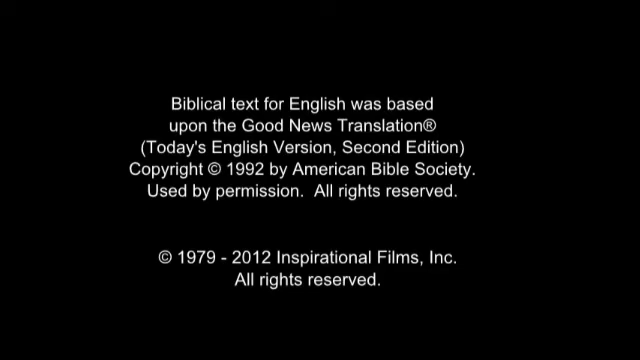 Biblical text for English was based
upon the Good News Translation®
(Today's English Version, Second Edition)
Copyright © 1992 by American Bible Society.
Used by permission.  All rights reserved.
© 1979 - 2012 Inspirational Films, Inc.
All rights reserved.